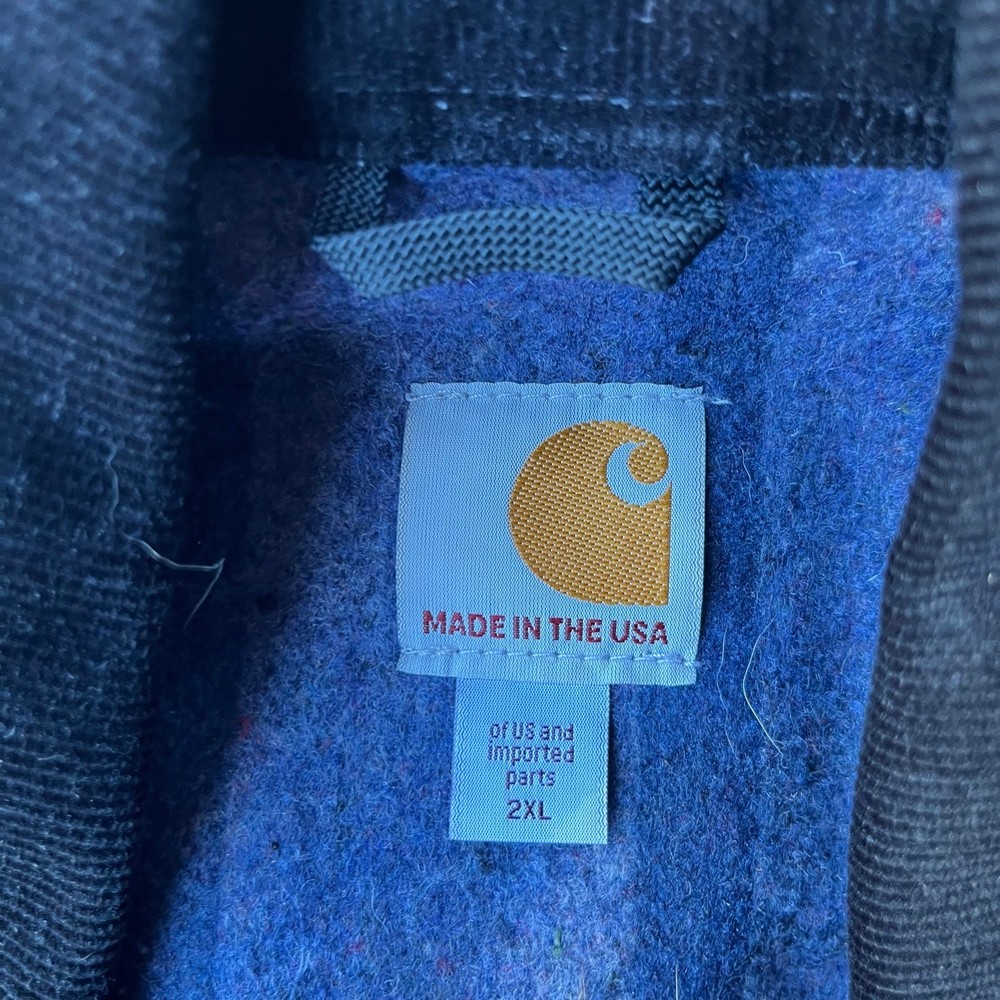 MADE IN THE USA
of US and
imported
parts
2XL